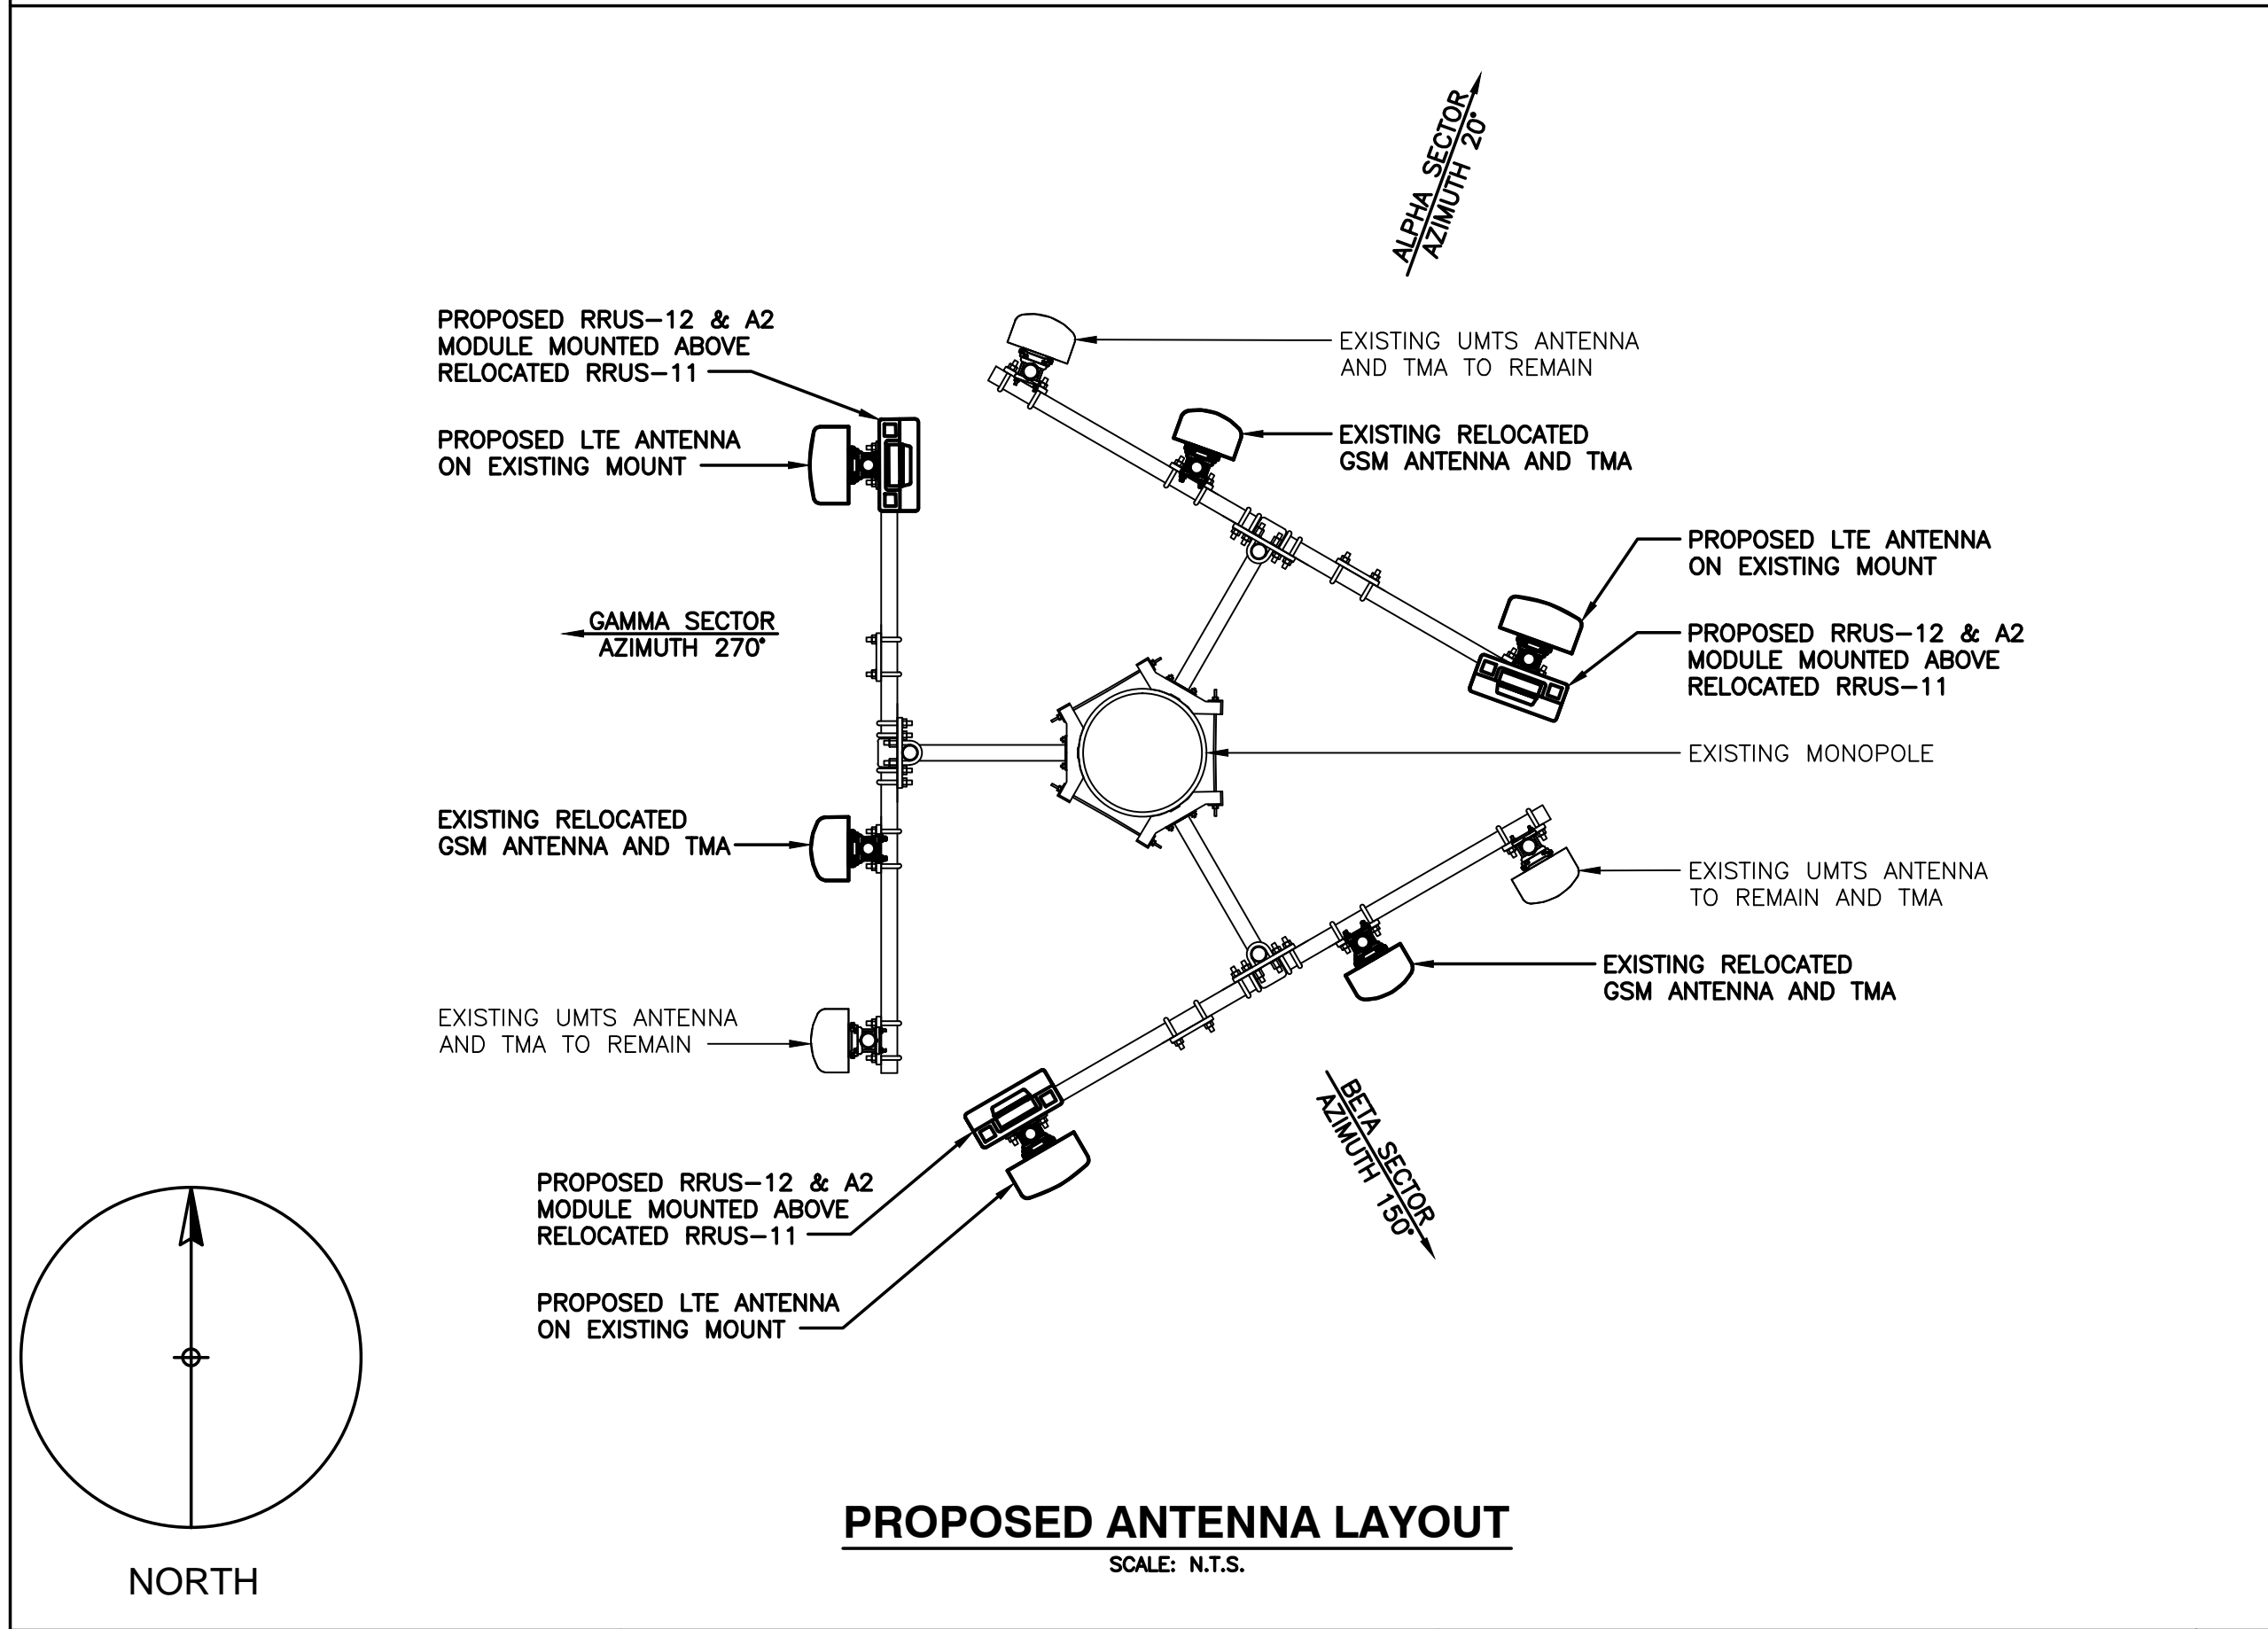 ALPHA SECTOR
AZIMUTH 20°
PROPOSED RRUS-12 & A2
MODULE MOUNTED ABOVE
RELOCATED RRUS-11
PROPOSED LTE ANTENNA
ON EXISTING MOUNT
EXISTING UMTS ANTENNA
AND TMA TO REMAIN
EXISTING RELOCATED
GSM ANTENNA AND TMA
PROPOSED LTE ANTENNA
ON EXISTING MOUNT
PROPOSED RRUS-12 & A2
MODULE MOUNTED ABOVE
RELOCATED RRUS-11
GAMMA SECTOR
AZIMUTH 270°
EXISTING MONOPOLE
EXISTING RELOCATED
GSM ANTENNA AND TMA
EXISTING UMTS ANTENNA
TO REMAIN AND TMA
EXISTING RELOCATED
GSM ANTENNA AND TMA
EXISTING UMTS ANTENNA
AND TMA TO REMAIN
BETA SECTOR
AZIMUTH 150°
PROPOSED RRUS-12 & A2
MODULE MOUNTED ABOVE
RELOCATED RRUS-11
PROPOSED LTE ANTENNA
ON EXISTING MOUNT
NORTH
PROPOSED ANTENNA LAYOUT
SCALE: N.T.S.